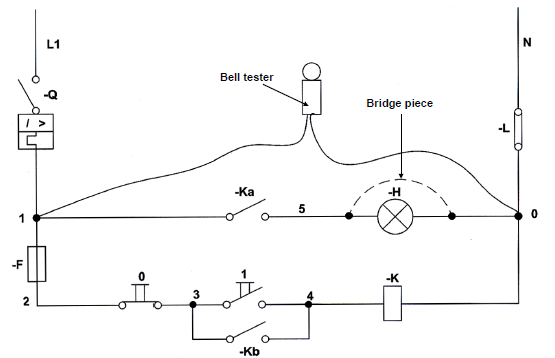 L1
N
-Q
Bell tester
Bridge piece
I >
-L
-Ka
-H
1
5
0
-F
0
1
-K
2
3
4
-Kb